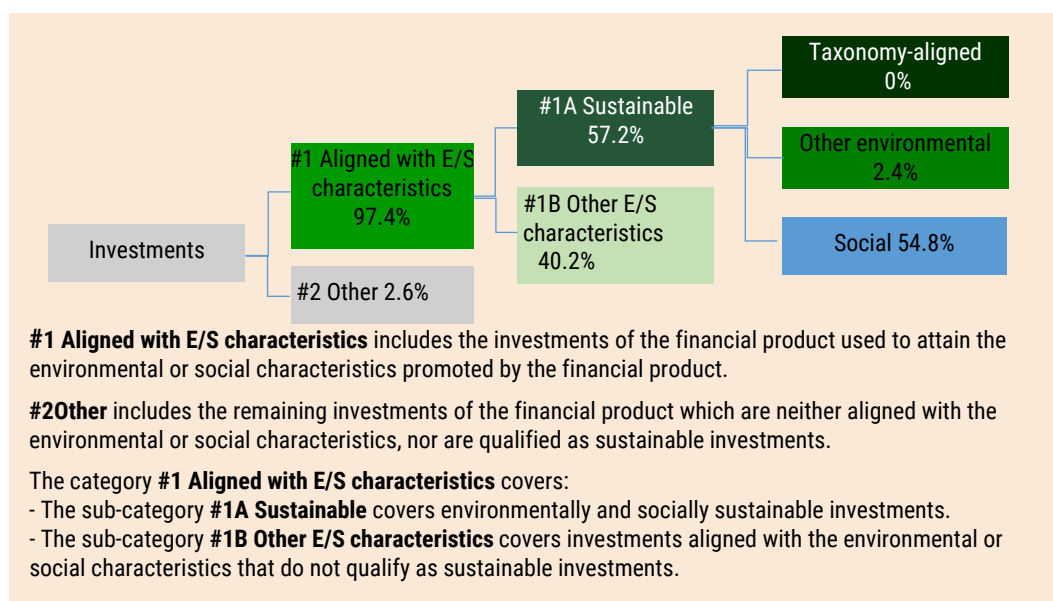 Taxonomy-aligned
0%
#1A Sustainable
57.2%
Other environmental
2.4%
#1 Aligned with E/S
characteristics
97.4%
#1B Other E/S
characteristics
40.2%
Social 54.8%
Investments
#2 Other 2.6%
#1 Aligned with E/S characteristics includes the investments of the financial product used to attain the
environmental or social characteristics promoted by the financial product.
#2Other includes the remaining investments of the financial product which are neither aligned with the
environmental or social characteristics, nor are qualified as sustainable investments.
The category #1 Aligned with E/S characteristics covers:
- The sub-category #1A Sustainable covers environmentally and socially sustainable investments.
- The sub-category #1B Other E/S characteristics covers investments aligned with the environmental or
social characteristics that do not qualify as sustainable investments.